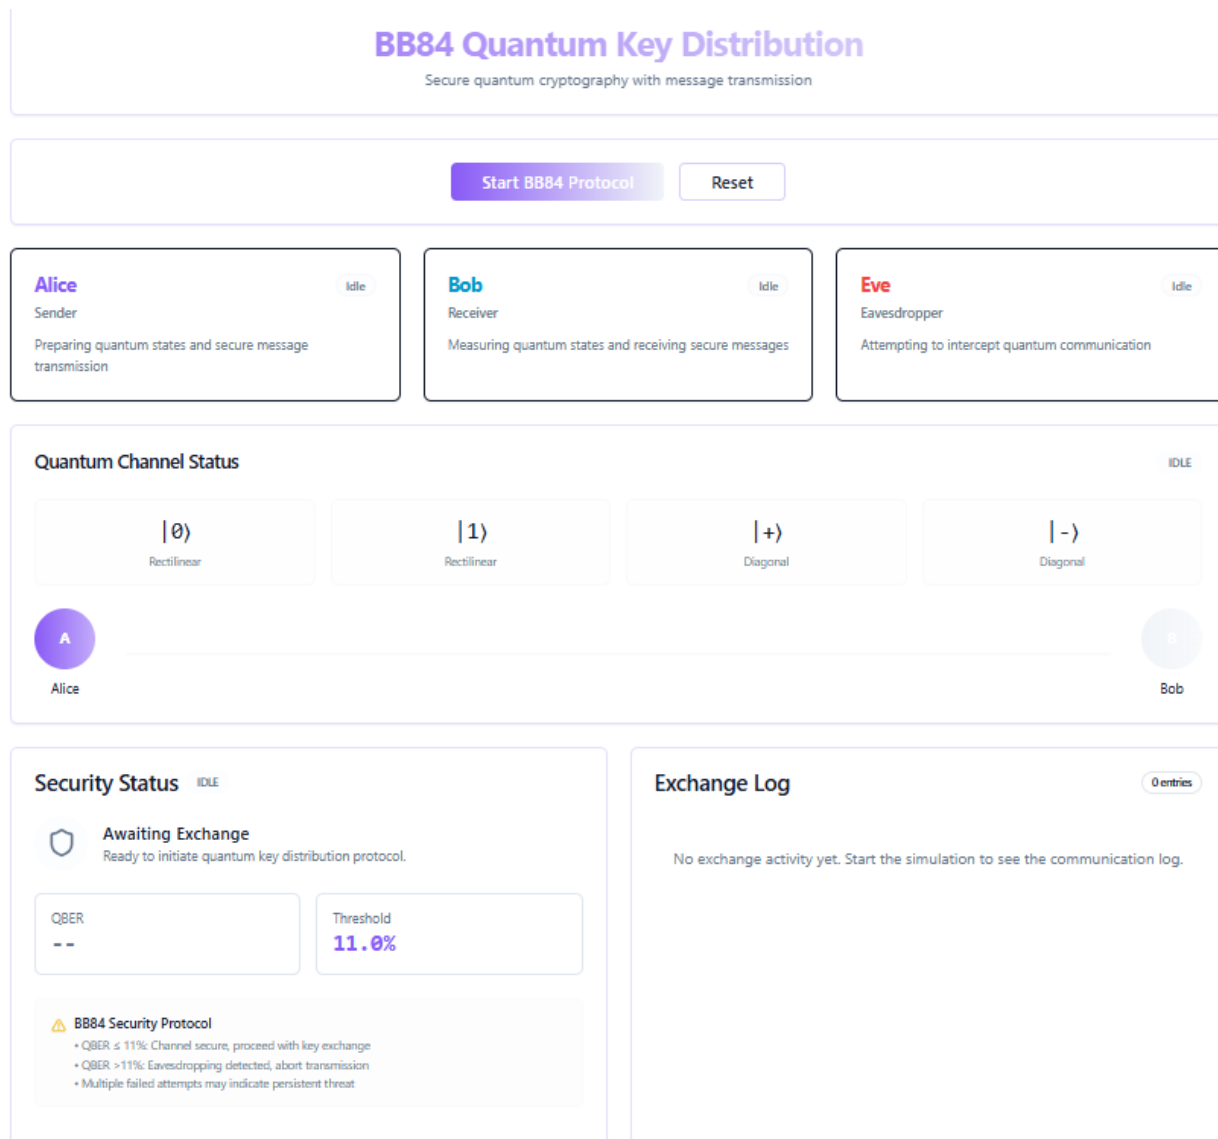 BB84 Quantum Key Distribution
Secure quantum cryptography with message transmission
Start BB84 Protocol
Reset
Alice
Idle
Sender
Preparing quantum states and secure message
transmission
Bob
Idle
Receiver
Measuring quantum states and receiving secure messages
Eve
Idle
Eavesdropper
Attempting to intercept quantum communication
Quantum Channel Status
IDLE
|0⟩
Rectilinear
|1⟩
Rectilinear
|+⟩
Diagonal
|-⟩
Diagonal
A
Alice
B
Bob
Security Status
IDLE
Awaiting Exchange
Ready to initiate quantum key distribution protocol.
QBER
--
Threshold
11.0%
BB84 Security Protocol
• QBER ≤ 11%: Channel secure, proceed with key exchange
• QBER >11%: Eavesdropping detected, abort transmission
• Multiple failed attempts may indicate persistent threat
Exchange Log
0 entries
No exchange activity yet. Start the simulation to see the communication log.